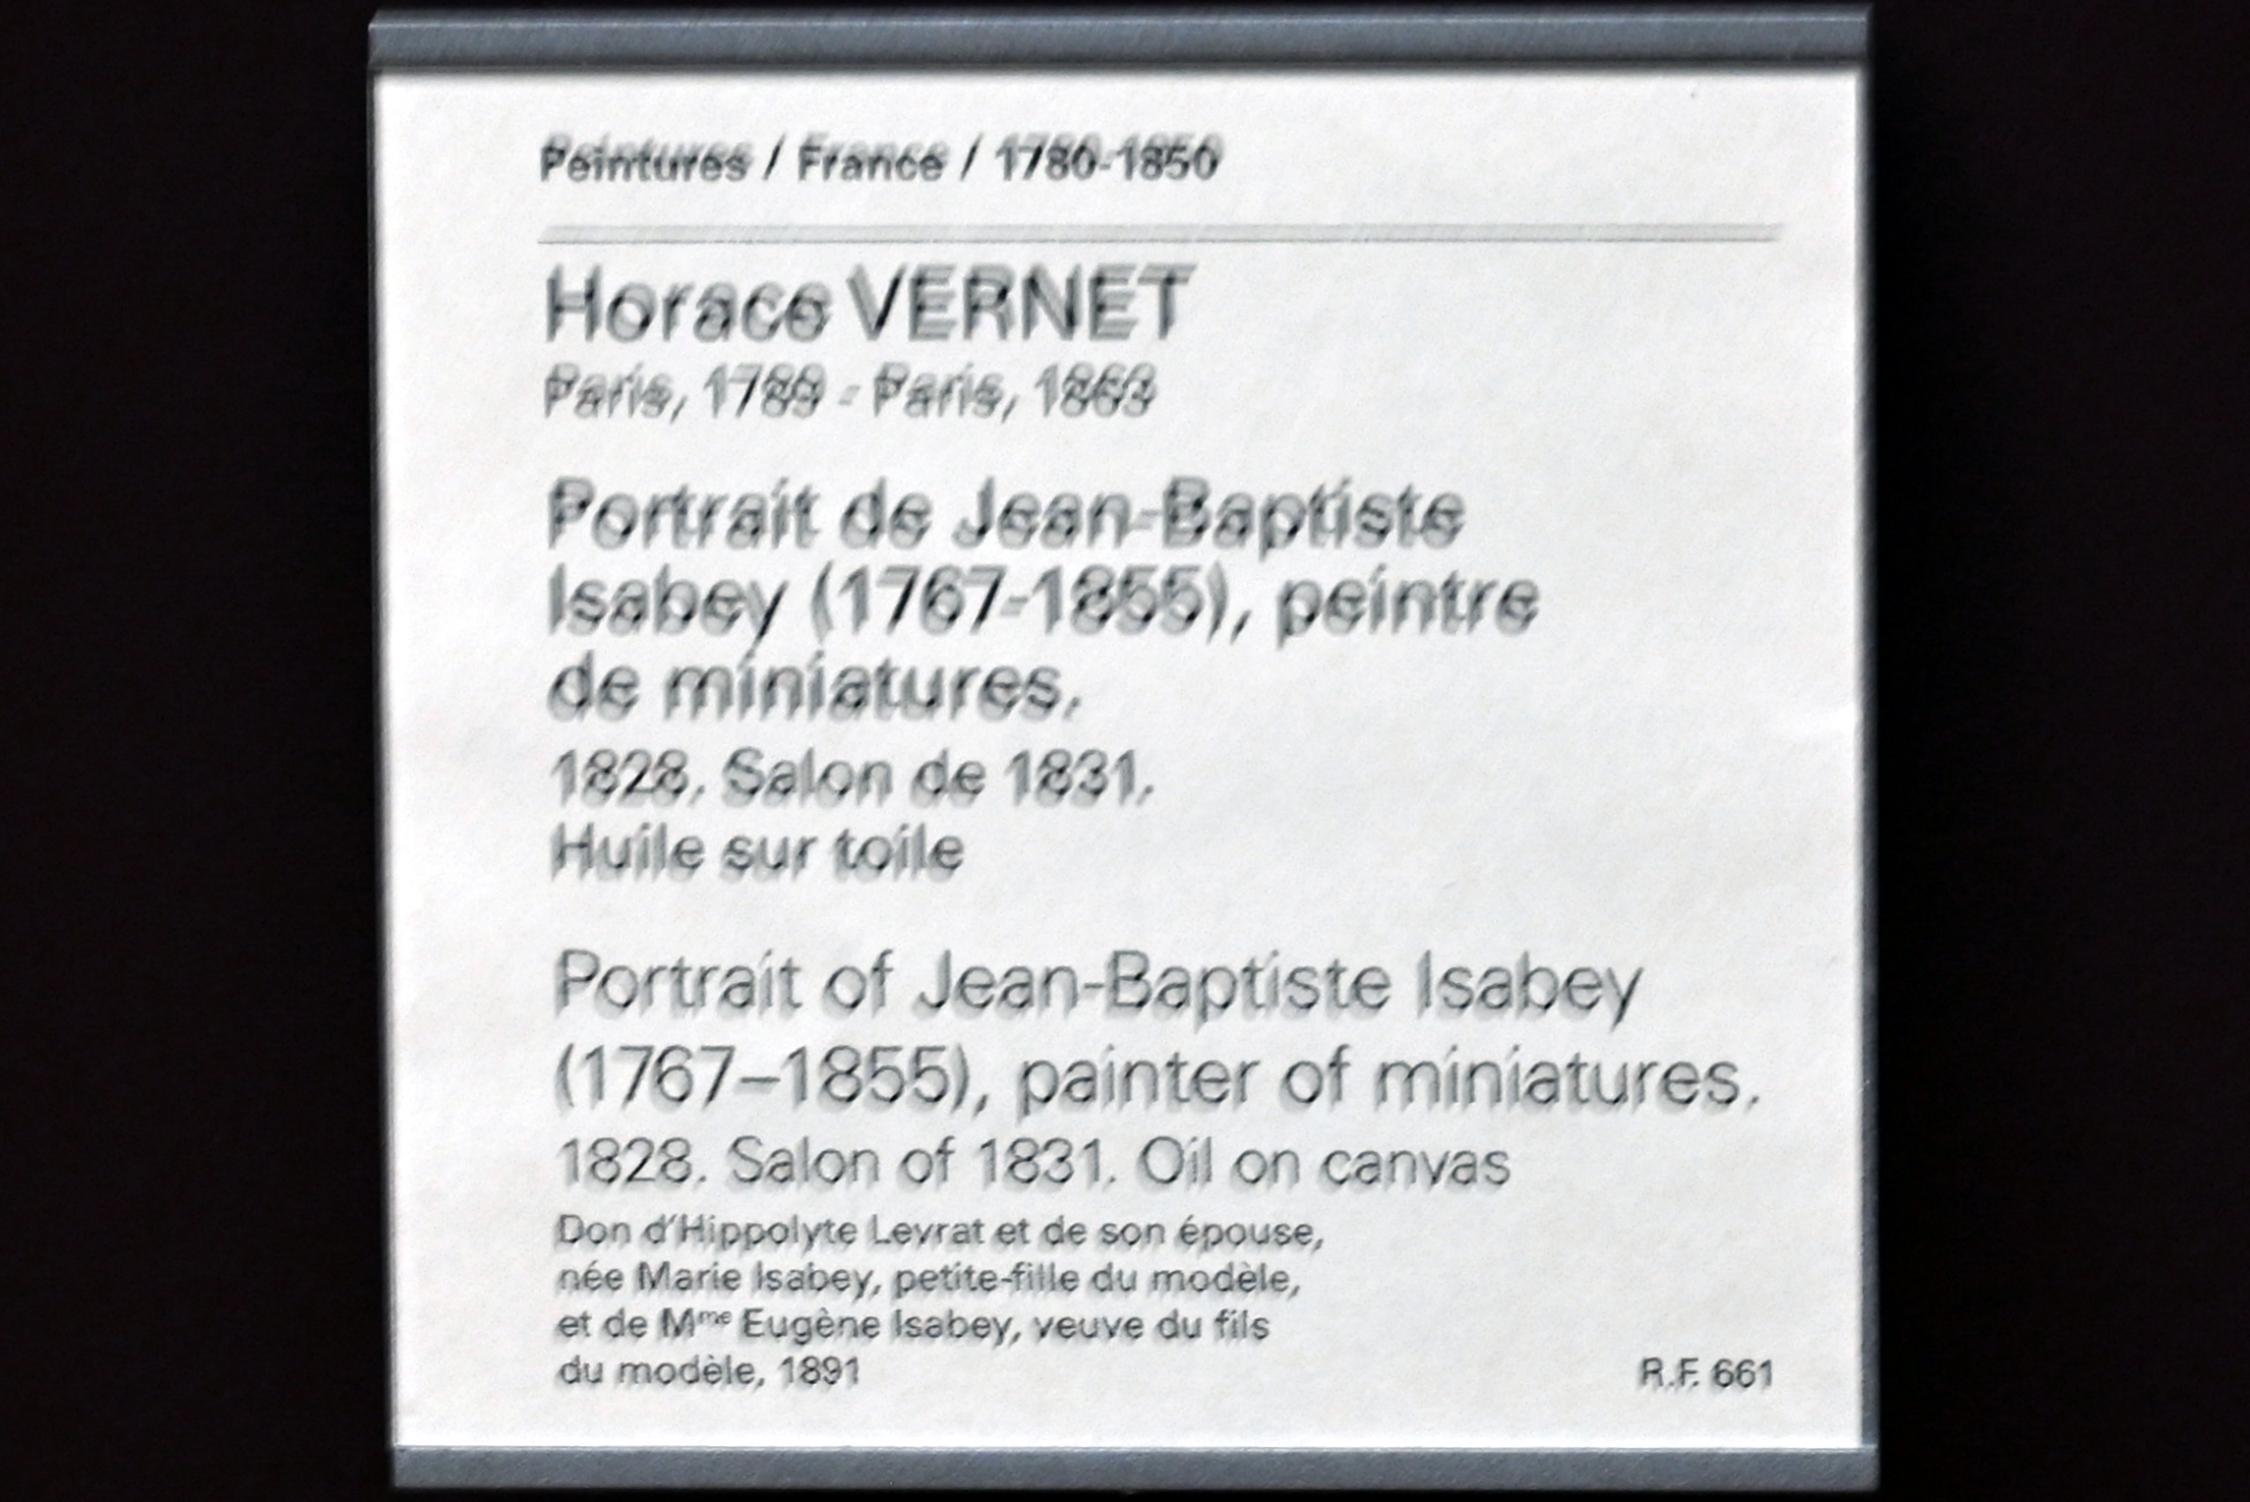 Peintures / France / 1780-1850
Horace VERNET
Paris, 1789 - Paris, 1863
Portrait de Jean-Baptiste
Isabey (1767-1855), peintre
de miniatures.
1828. Salon de 1831.
Huile sur toile
Portrait of Jean-Baptiste Isabey
(1767–1855), painter of miniatures.
1828. Salon of 1831. Oil on canvas
Don d'Hippolyte Levrat et de son épouse,
née Marie Isabey, petite-fille du modèle,
et de Mᵐᵉ Eugène Isabey, veuve du fils
du modèle, 1891
R.F. 661